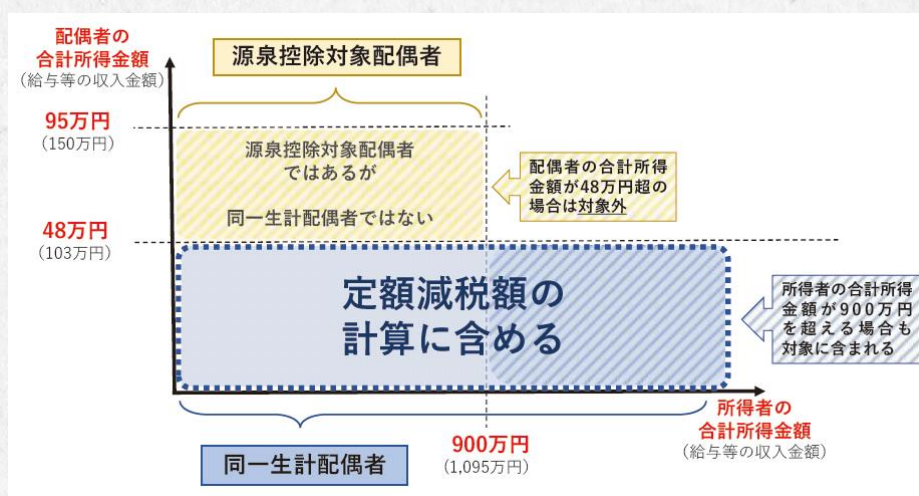 配偶者の
合計所得金額
(給与等の収入金額)
源泉控除対象配偶者
95万円
(150万円)
源泉控除対象配偶者
ではあるが
同一生計配偶者ではない
配偶者の合計所得
金額が48万円超の
場合は対象外
48万円
(103万円)
定額減税額の
計算に含める
所得者の合計所得
金額が900万円
を超える場合も
対象に含まれる
所得者の
合計所得金額
(給与等の収入金額)
900万円
(1,095万円)
同一生計配偶者